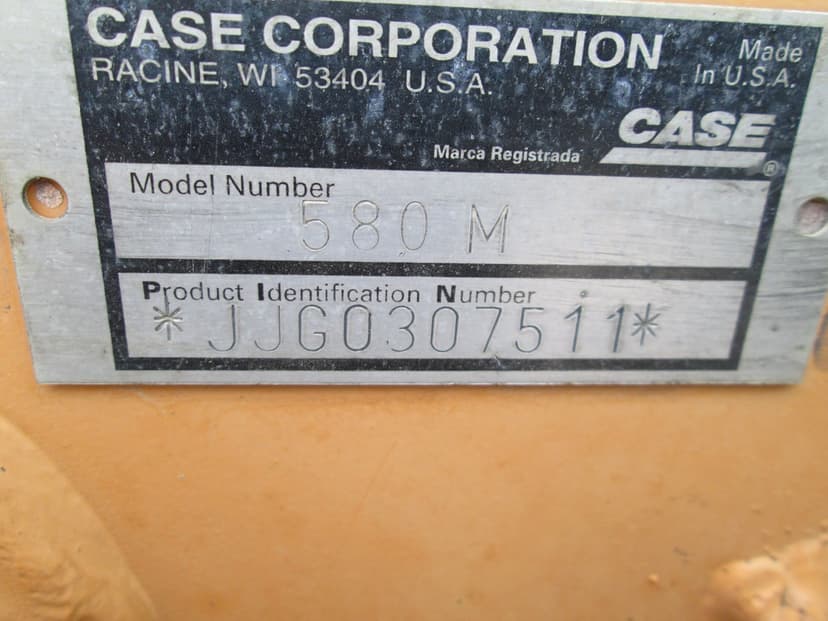 CASE CORPORATION
RACINE, WI 53404 U.S.A.
Made
In U.S.A.
CASE
Marca Registrada
®
Model Number
580 M
Product Identification Number
*JJG0307511*